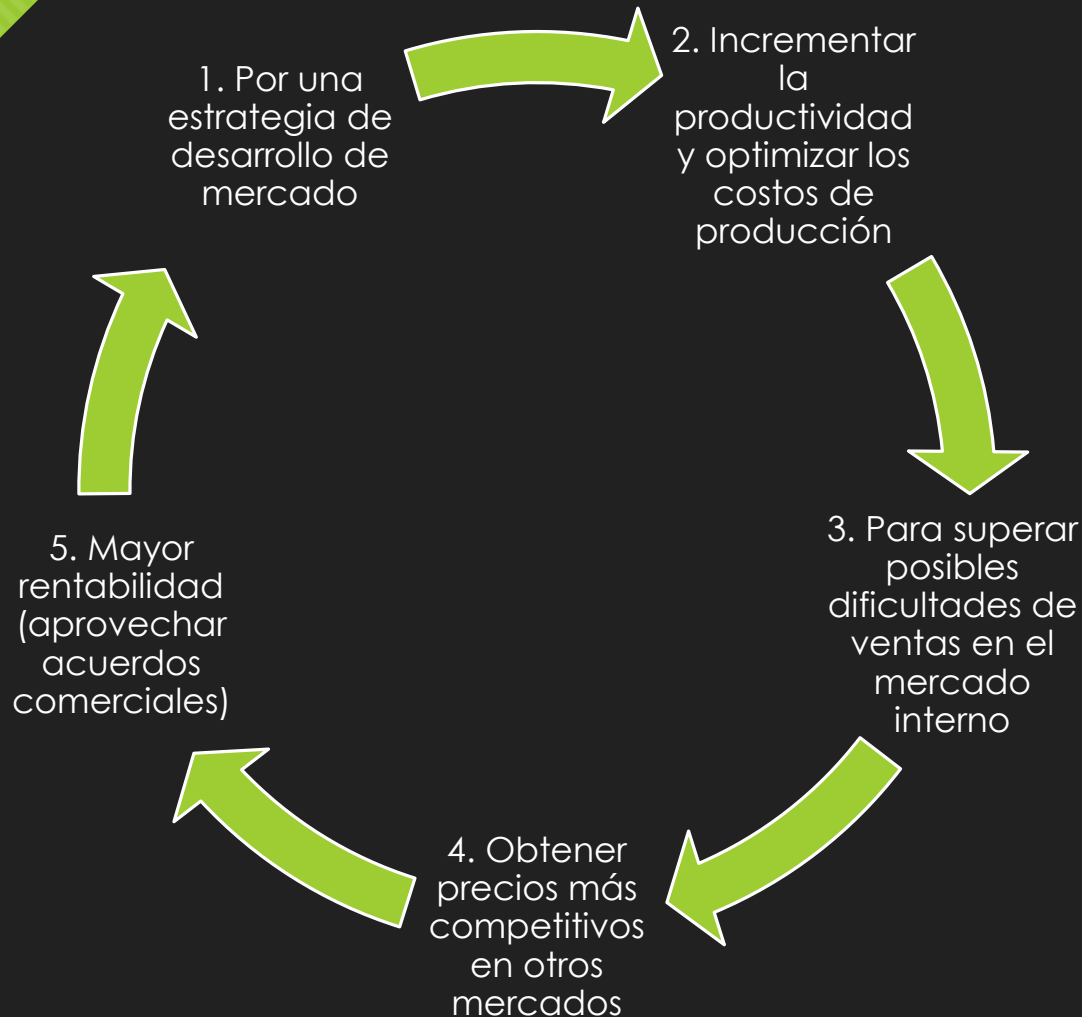 1. Por una
estrategia de
desarrollo de
mercado
2. Incrementar
la
productividad
y optimizar los
costos de
producción
3. Para superar
posibles
dificultades de
ventas en el
mercado
interno
4. Obtener
precios más
competitivos
en otros
mercados
5. Mayor
rentabilidad
(aprovechar
acuerdos
comerciales)